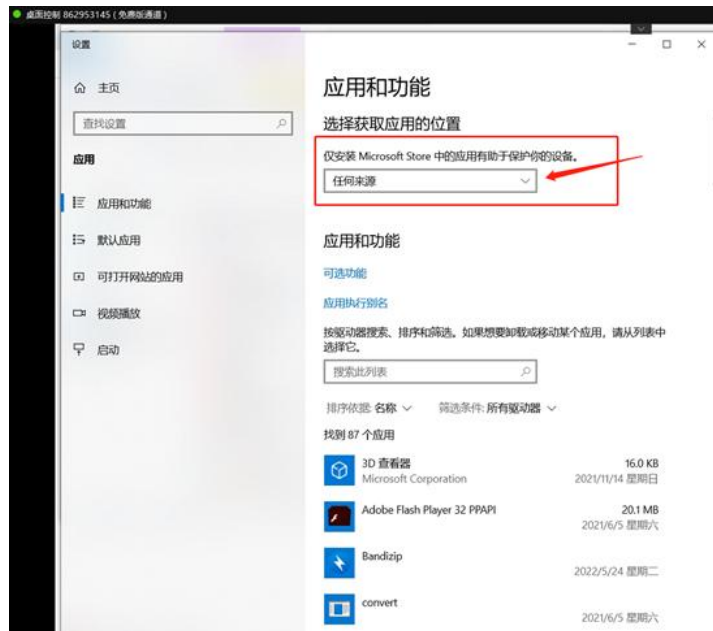 桌面控制 862953145 ( 免费版通道 )
设置
主页
查找设置
应用
应用和功能
默认应用
可打开网站的应用
视频播放
启动
应用和功能
选择获取应用的位置
仅安装 Microsoft Store 中的应用有助于保护你的设备。
任何来源
应用和功能
可选功能
应用执行别名
按驱动器搜索、排序和筛选。如果想要卸载或移动某个应用，请从列表中
选择它。
搜索此列表
排序依据: 名称 筛选条件: 所有驱动器
找到 87 个应用
3D 查看器 16.0 KB
Microsoft Corporation 2021/11/14 星期日
Adobe Flash Player 32 PPAPI 20.1 MB
2021/6/5 星期六
Bandizip
2022/5/24 星期二
convert
2021/6/5 星期六